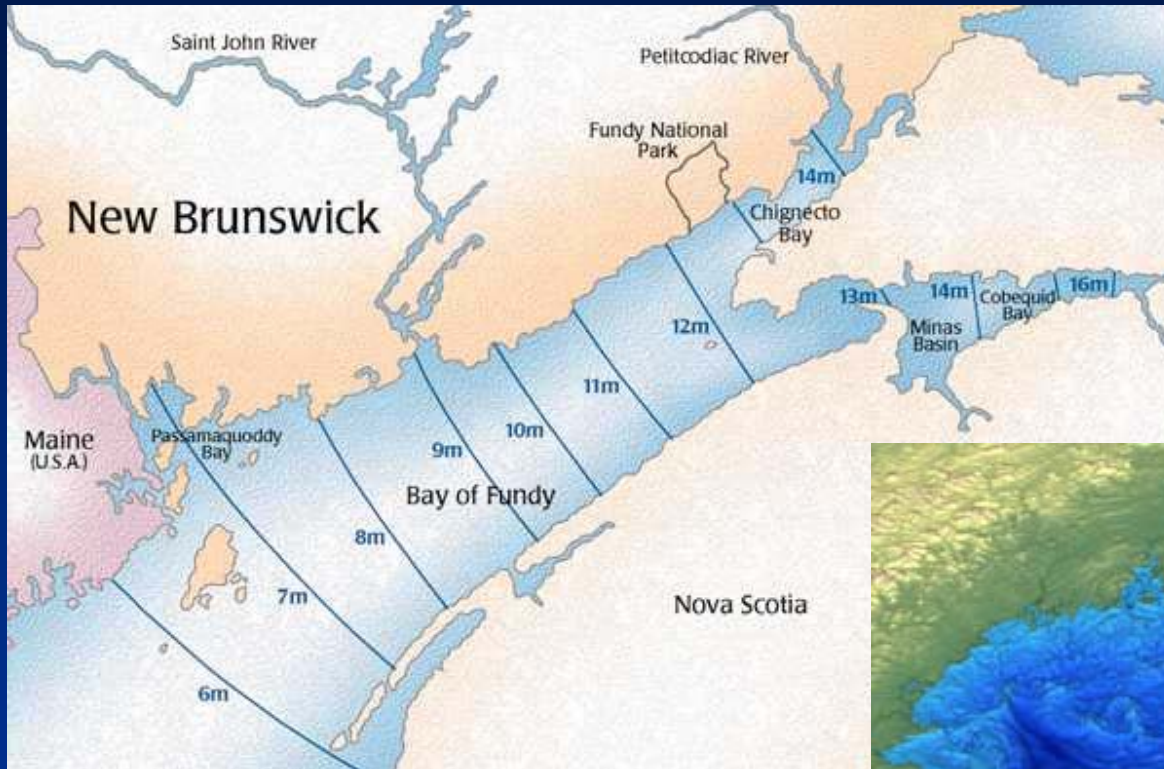 Saint John River
Petitcodiac River
Fundy National
Park
New Brunswick
14m
Chignecto
Bay
13m
14m
Cobequid
Bay
16m
Minas
Basin
12m
11m
10m
9m
Maine
(U.S.A.)
Passamaquoddy
Bay
Bay of Fundy
8m
7m
6m
Nova Scotia